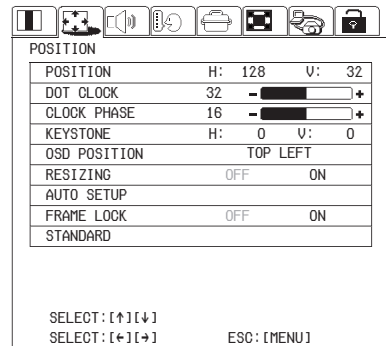 POSITION
POSITION H: 128 V: 32
DOT CLOCK 32 - +
CLOCK PHASE 16 - +
KEYSTONE H: 0 V: 0
OSD POSITION TOP LEFT
RESIZING OFF ON
AUTO SETUP
FRAME LOCK OFF ON
STANDARD
SELECT:[↑][↓]
SELECT:[←][→] ESC:[MENU]